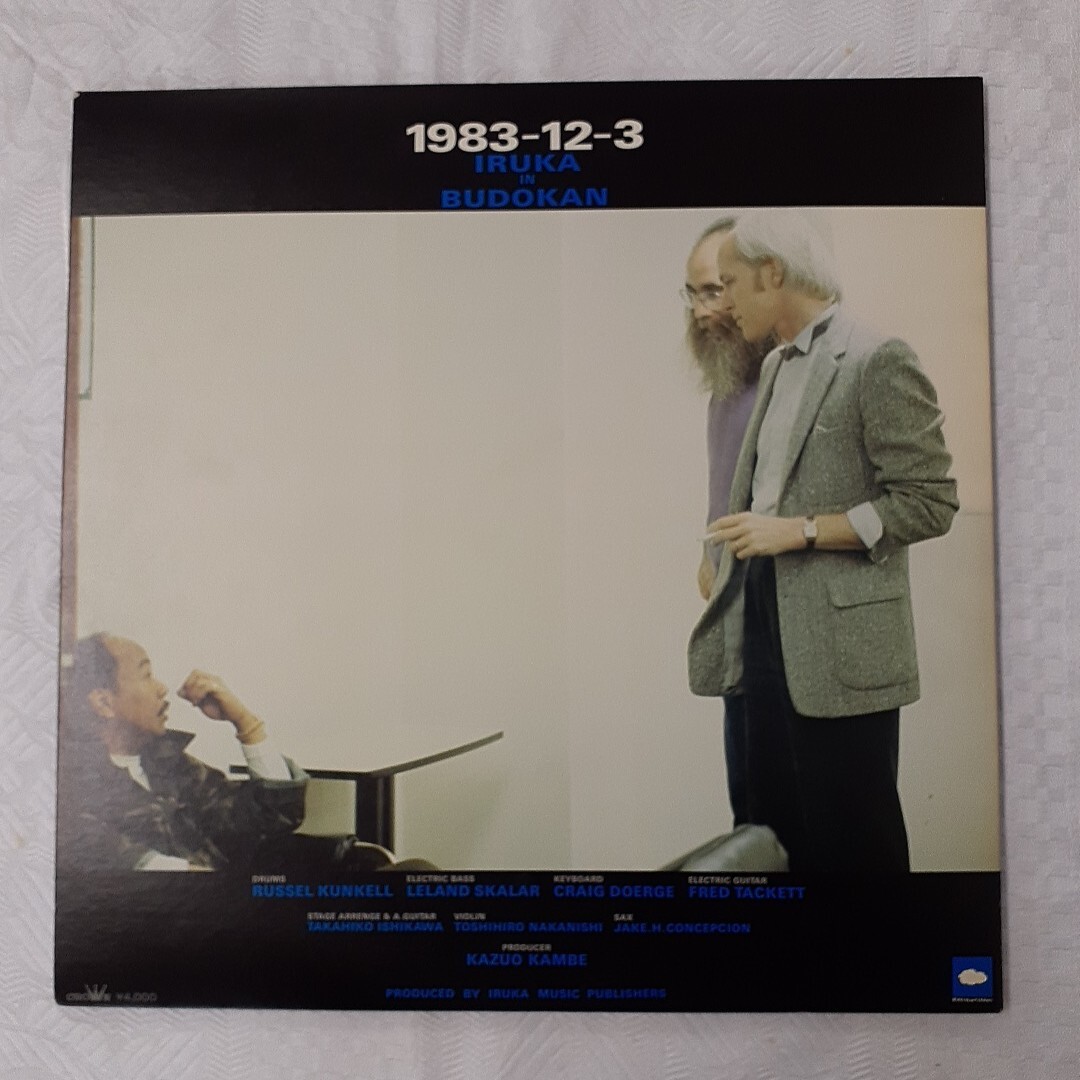 1983-12-3
IRUKA
IN
BUDOKAN
DRUMS ELECTRIC BASS KEYBOARD ELECTRIC GUITAR
RUSSEL KUNKELL LELAND SKALAR CRAIG DOERGE FRED TACKETT
STAGE ARRENGE & A.GUITAR VIOLIN SAX
TAKAHIKO ISHIKAWA TOSHIHIRO NAKANISHI JAKE.H.CONCEPCION
PRODUCER
KAZUO KAMBE
PRODUCED BY IRUKA MUSIC PUBLISHERS
CROWN ¥4,000